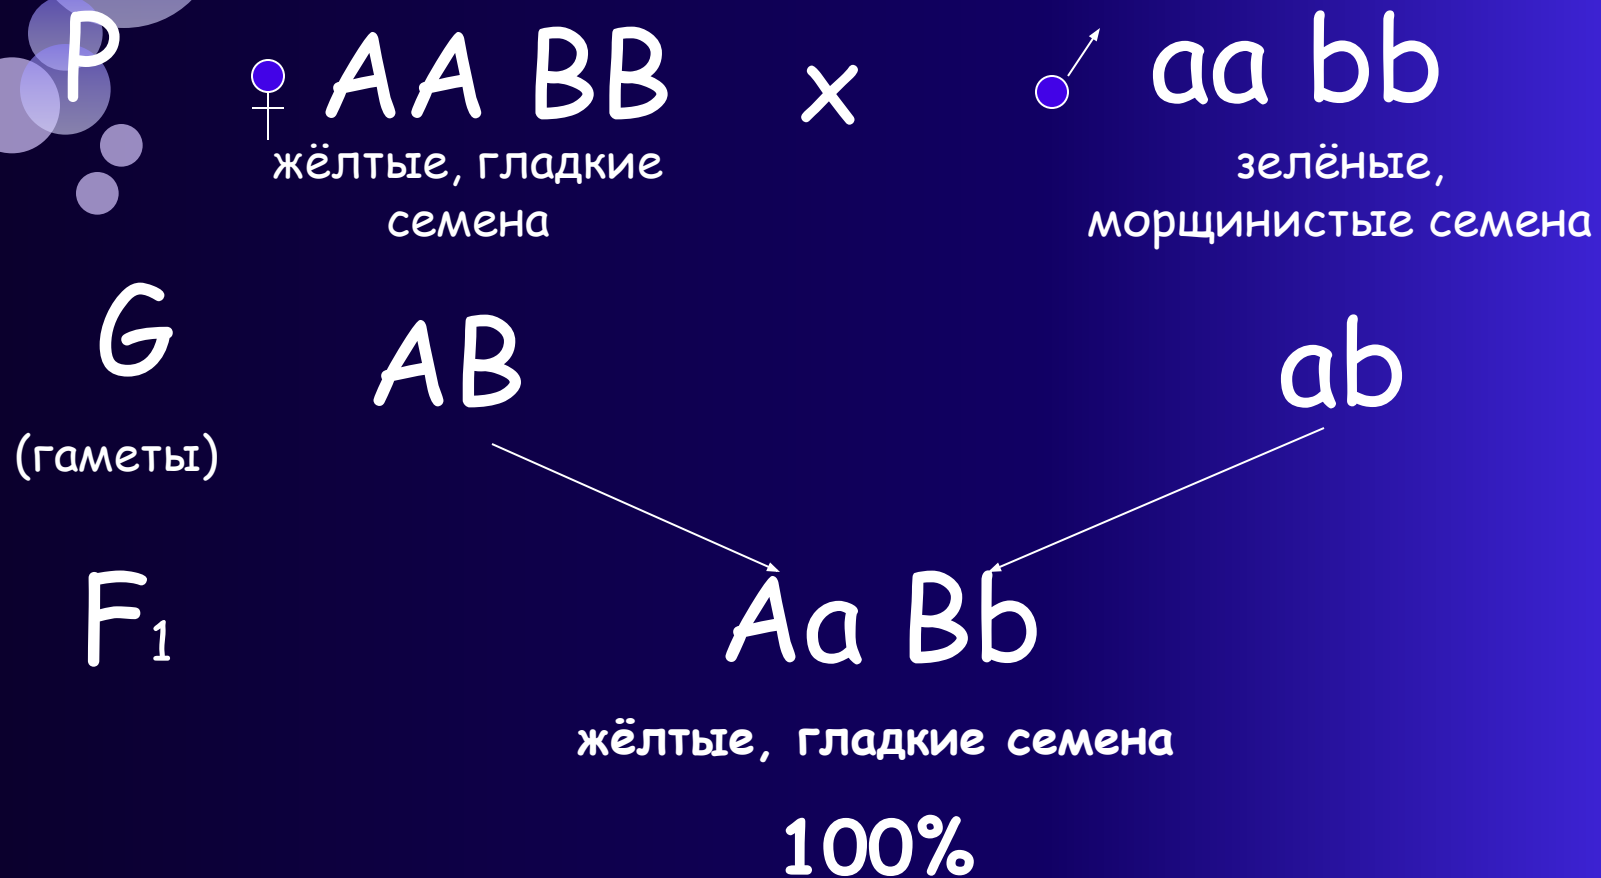 P AA BB x aa bb
жёлтые, гладкие
семена
зелёные,
морщинистые семена
G AB ab
(гаметы)
F1 Aa Bb
жёлтые, гладкие семена
100%